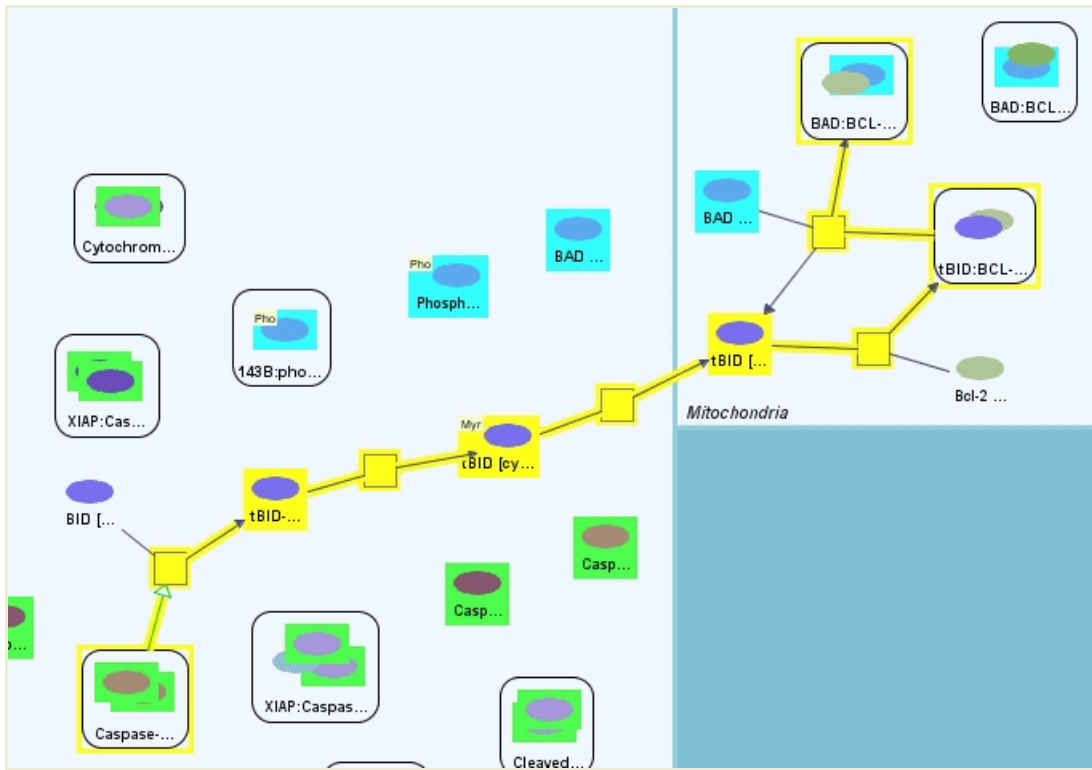 BAD:BCL-...
BAD:BCL...
Cytochrom...
BAD ...
BAD ...
tBID:BCL-...
Pho
Phosph...
Pho
143B:pho...
tBID [...
XIAP:Cas...
Bcl-2 ...
Mitochondria
Myr
tBID [cy...
BID [...
tBID-...
Casp...
Casp...
XIAP:Caspas...
Caspase-...
Cleaved...